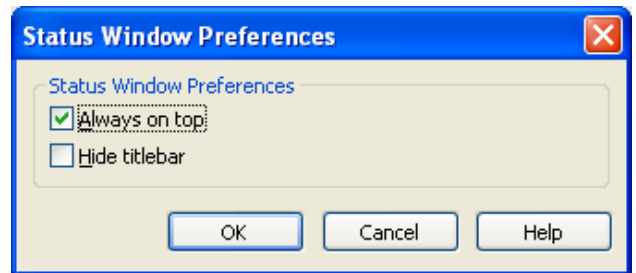 Status Window Preferences
Status Window Preferences
Always on top
Hide titlebar
OK Cancel Help